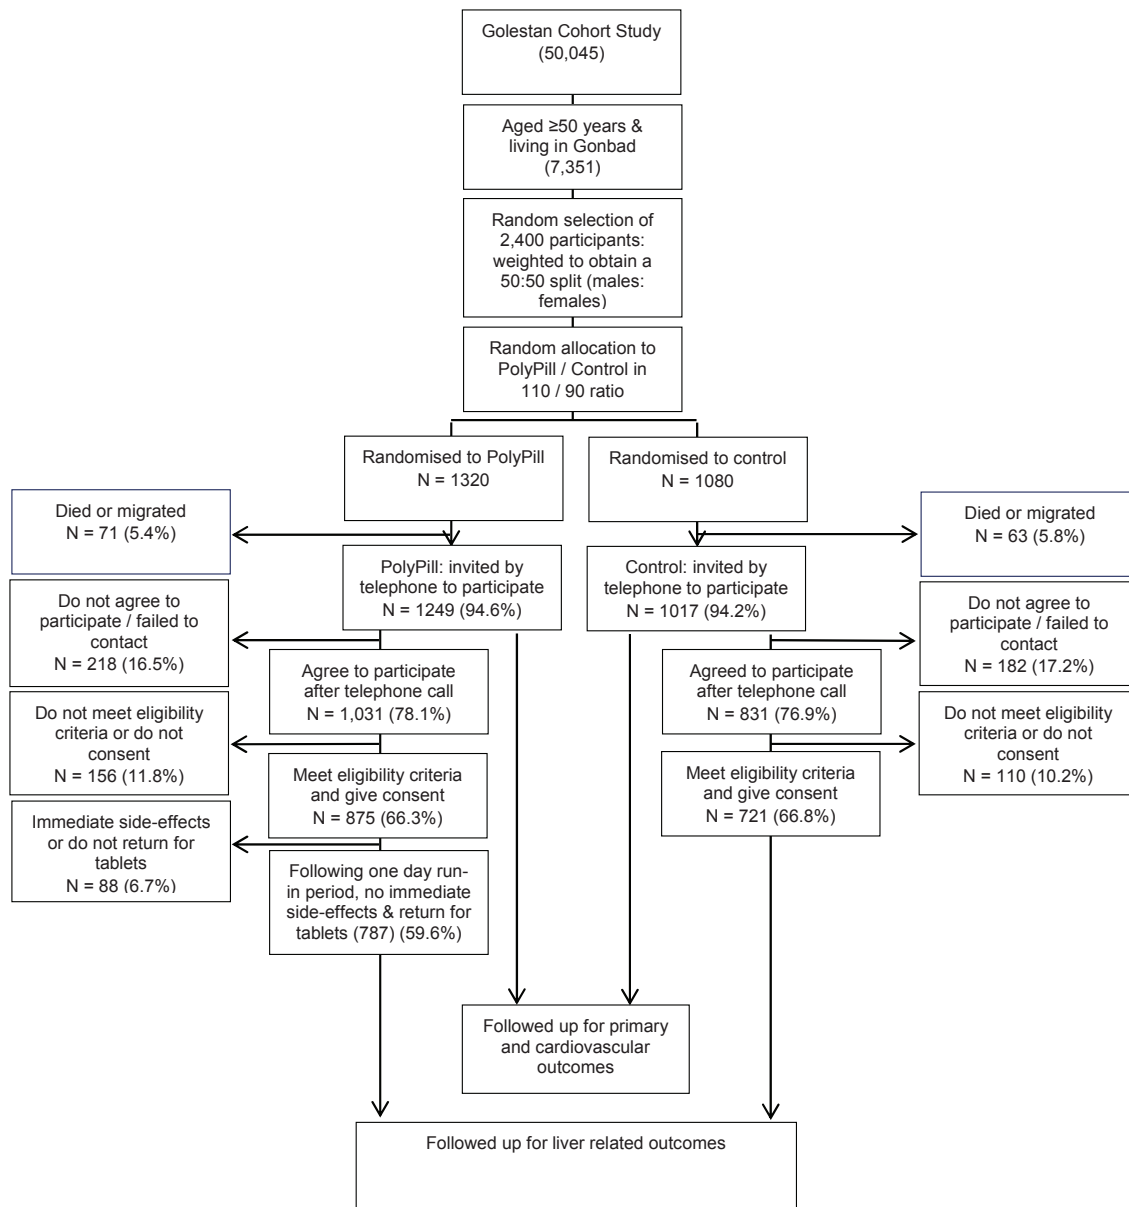 Golestan Cohort Study
(50,045)
Aged ≥50 years &
living in Gonbad
(7,351)
Random selection of
2,400 participants:
weighted to obtain a
50:50 split (males:
females)
Random allocation to
PolyPill / Control in
110 / 90 ratio
Randomised to PolyPill
N = 1320
Randomised to control
N = 1080
Died or migrated
N = 71 (5.4%)
Died or migrated
N = 63 (5.8%)
PolyPill: invited by
telephone to participate
N = 1249 (94.6%)
Control: invited by
telephone to participate
N = 1017 (94.2%)
Do not agree to
participate / failed to
contact
N = 218 (16.5%)
Do not agree to
participate / failed to
contact
N = 182 (17.2%)
Agree to participate
after telephone call
N = 1,031 (78.1%)
Agreed to participate
after telephone call
N = 831 (76.9%)
Do not meet eligibility
criteria or do not
consent
N = 156 (11.8%)
Do not meet eligibility
criteria or do not
consent
N = 110 (10.2%)
Meet eligibility criteria
and give consent
N = 875 (66.3%)
Meet eligibility criteria
and give consent
N = 721 (66.8%)
Immediate side-effects
or do not return for
tablets
N = 88 (6.7%)
Following one day run-
in period, no immediate
side-effects & return for
tablets (787) (59.6%)
Followed up for primary
and cardiovascular
outcomes
Followed up for liver related outcomes